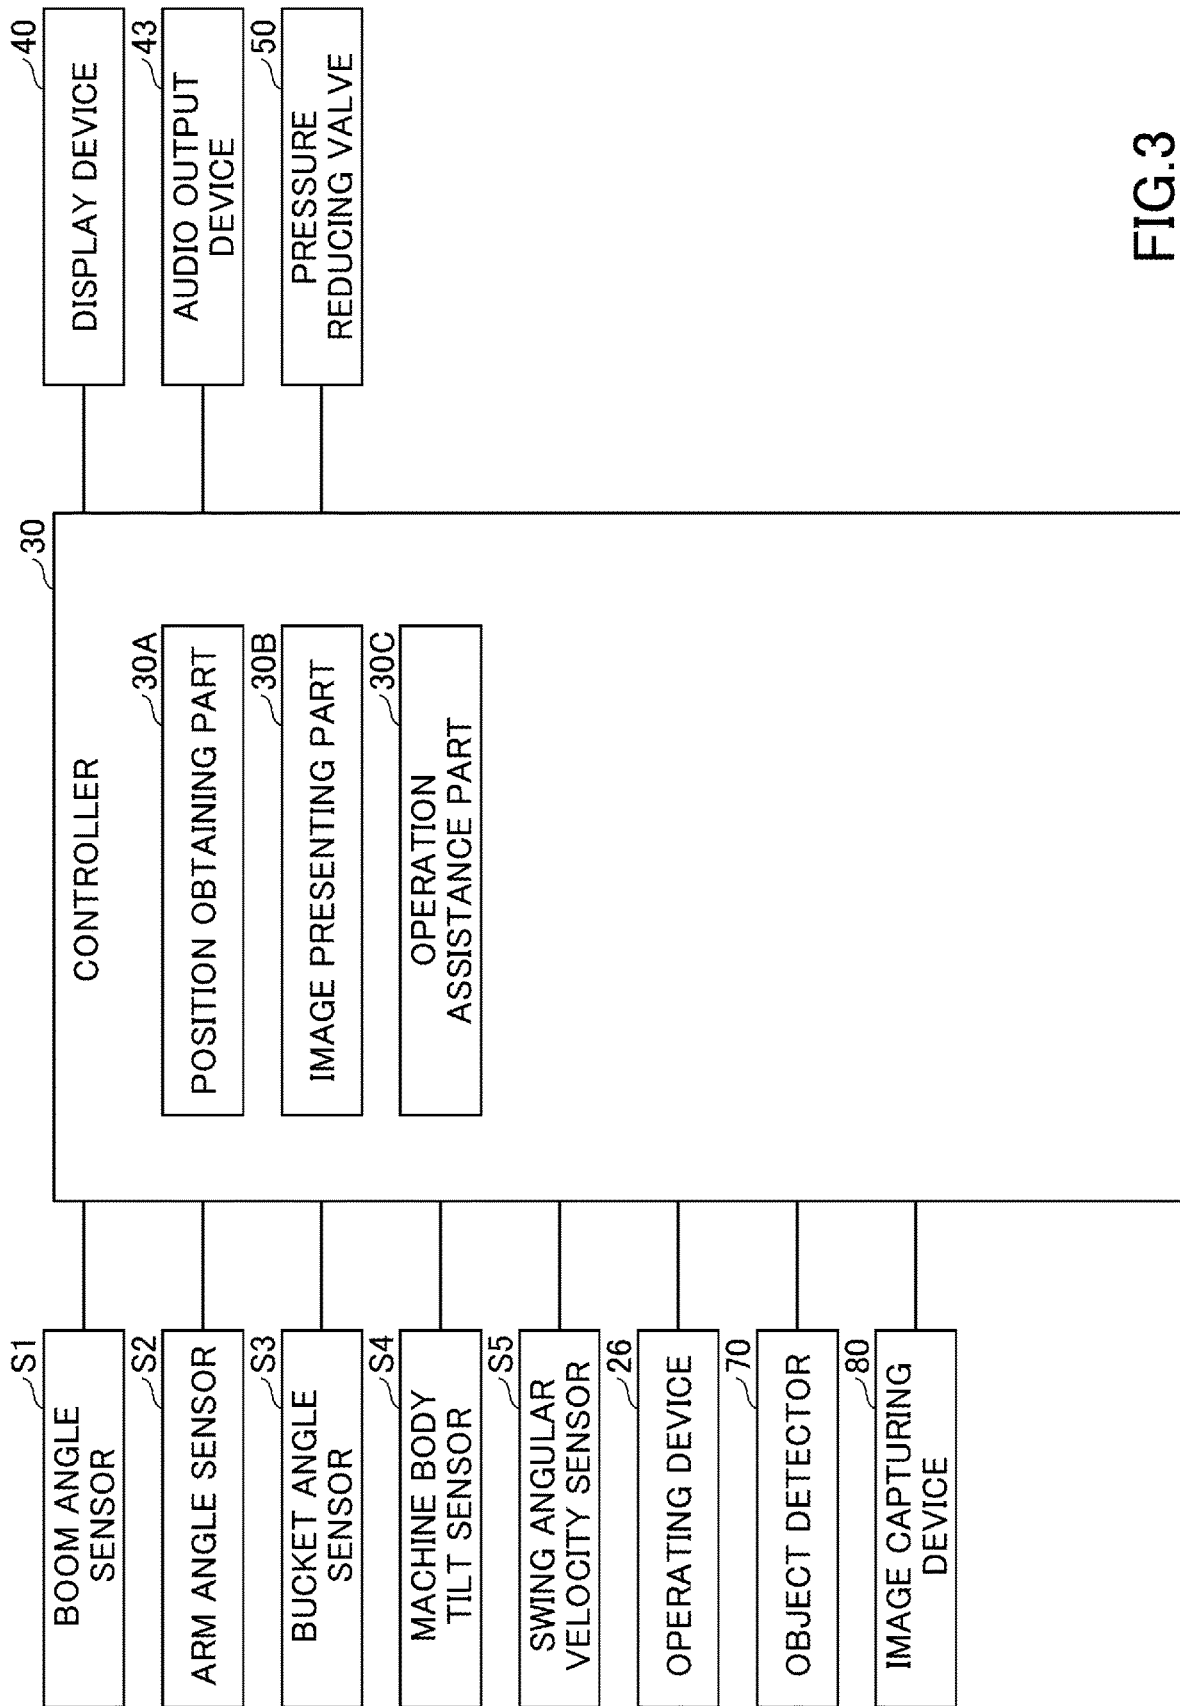 S1
BOOM ANGLE
SENSOR
S2
ARM ANGLE SENSOR
S3
BUCKET ANGLE
SENSOR
S4
MACHINE BODY
TILT SENSOR
S5
SWING ANGULAR
VELOCITY SENSOR
26
OPERATING DEVICE
70
OBJECT DETECTOR
80
IMAGE CAPTURING
DEVICE
30
CONTROLLER
30A
POSITION OBTAINING PART
30B
IMAGE PRESENTING PART
30C
OPERATION
ASSISTANCE PART
40
DISPLAY DEVICE
43
AUDIO OUTPUT
DEVICE
50
PRESSURE
REDUCING VALVE
FIG.3